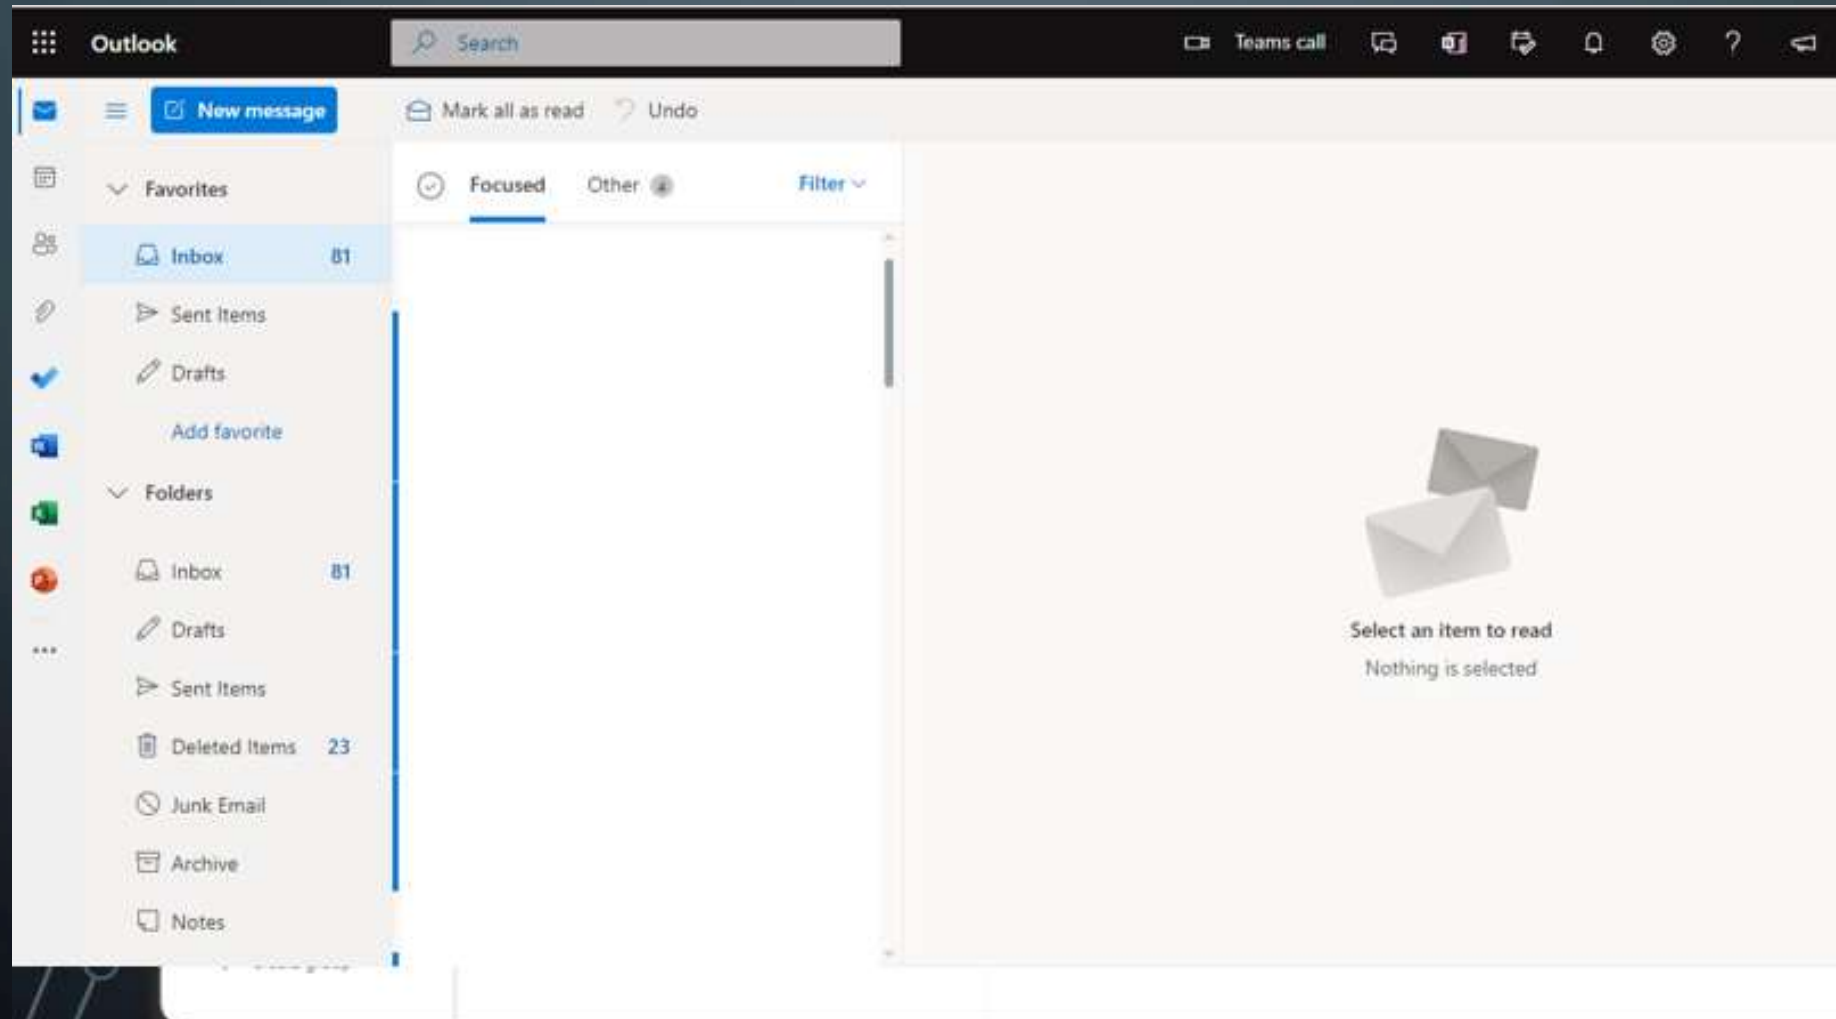 Outlook
Search
Teams call
New message
Mark all as read
Undo
Favorites
Inbox 81
Sent Items
Drafts
Add favorite
Folders
Inbox 81
Drafts
Sent Items
Deleted Items 23
Junk Email
Archive
Notes
Focused
Other
Filter
Select an item to read
Nothing is selected